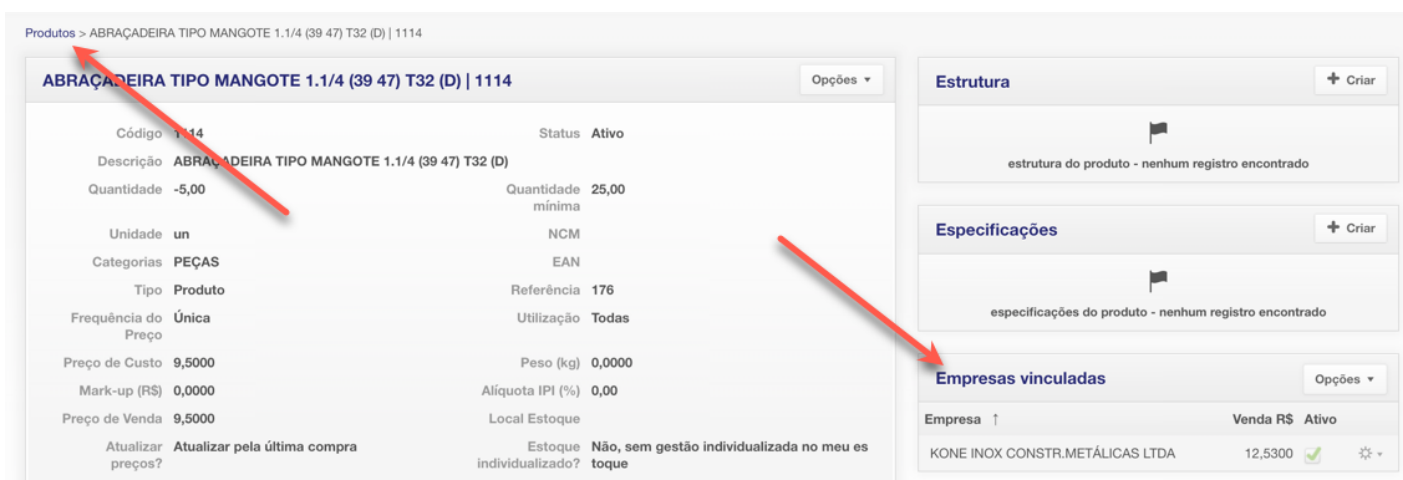 Produtos > ABRAÇADEIRA TIPO MANGOTE 1.1/4 (39 47) T32 (D) | 1114
ABRAÇADEIRA TIPO MANGOTE 1.1/4 (39 47) T32 (D) | 1114
Opções
Código 1114
Status Ativo
Descrição ABRAÇADEIRA TIPO MANGOTE 1.1/4 (39 47) T32 (D)
Quantidade -5,00
Quantidade mínima 25,00
Unidade un
NCM
Categorias PEÇAS
EAN
Tipo Produto
Referência 176
Frequência do Preço Única
Utilização Todas
Preço de Custo 9,5000
Peso (kg) 0,0000
Mark-up (R$) 0,0000
Alíquota IPI (%) 0,00
Preço de Venda 9,5000
Local Estoque
Atualizar preços? Atualizar pela última compra
Estoque individualizado? Não, sem gestão individualizada no meu es
toque
Estrutura
+ Criar
estrutura do produto - nenhum registro encontrado
Especificações
+ Criar
especificações do produto - nenhum registro encontrado
Empresas vinculadas
Opções
Empresa ↑ Venda R$ Ativo
KONE INOX CONSTR.METÁLICAS LTDA 12,5300